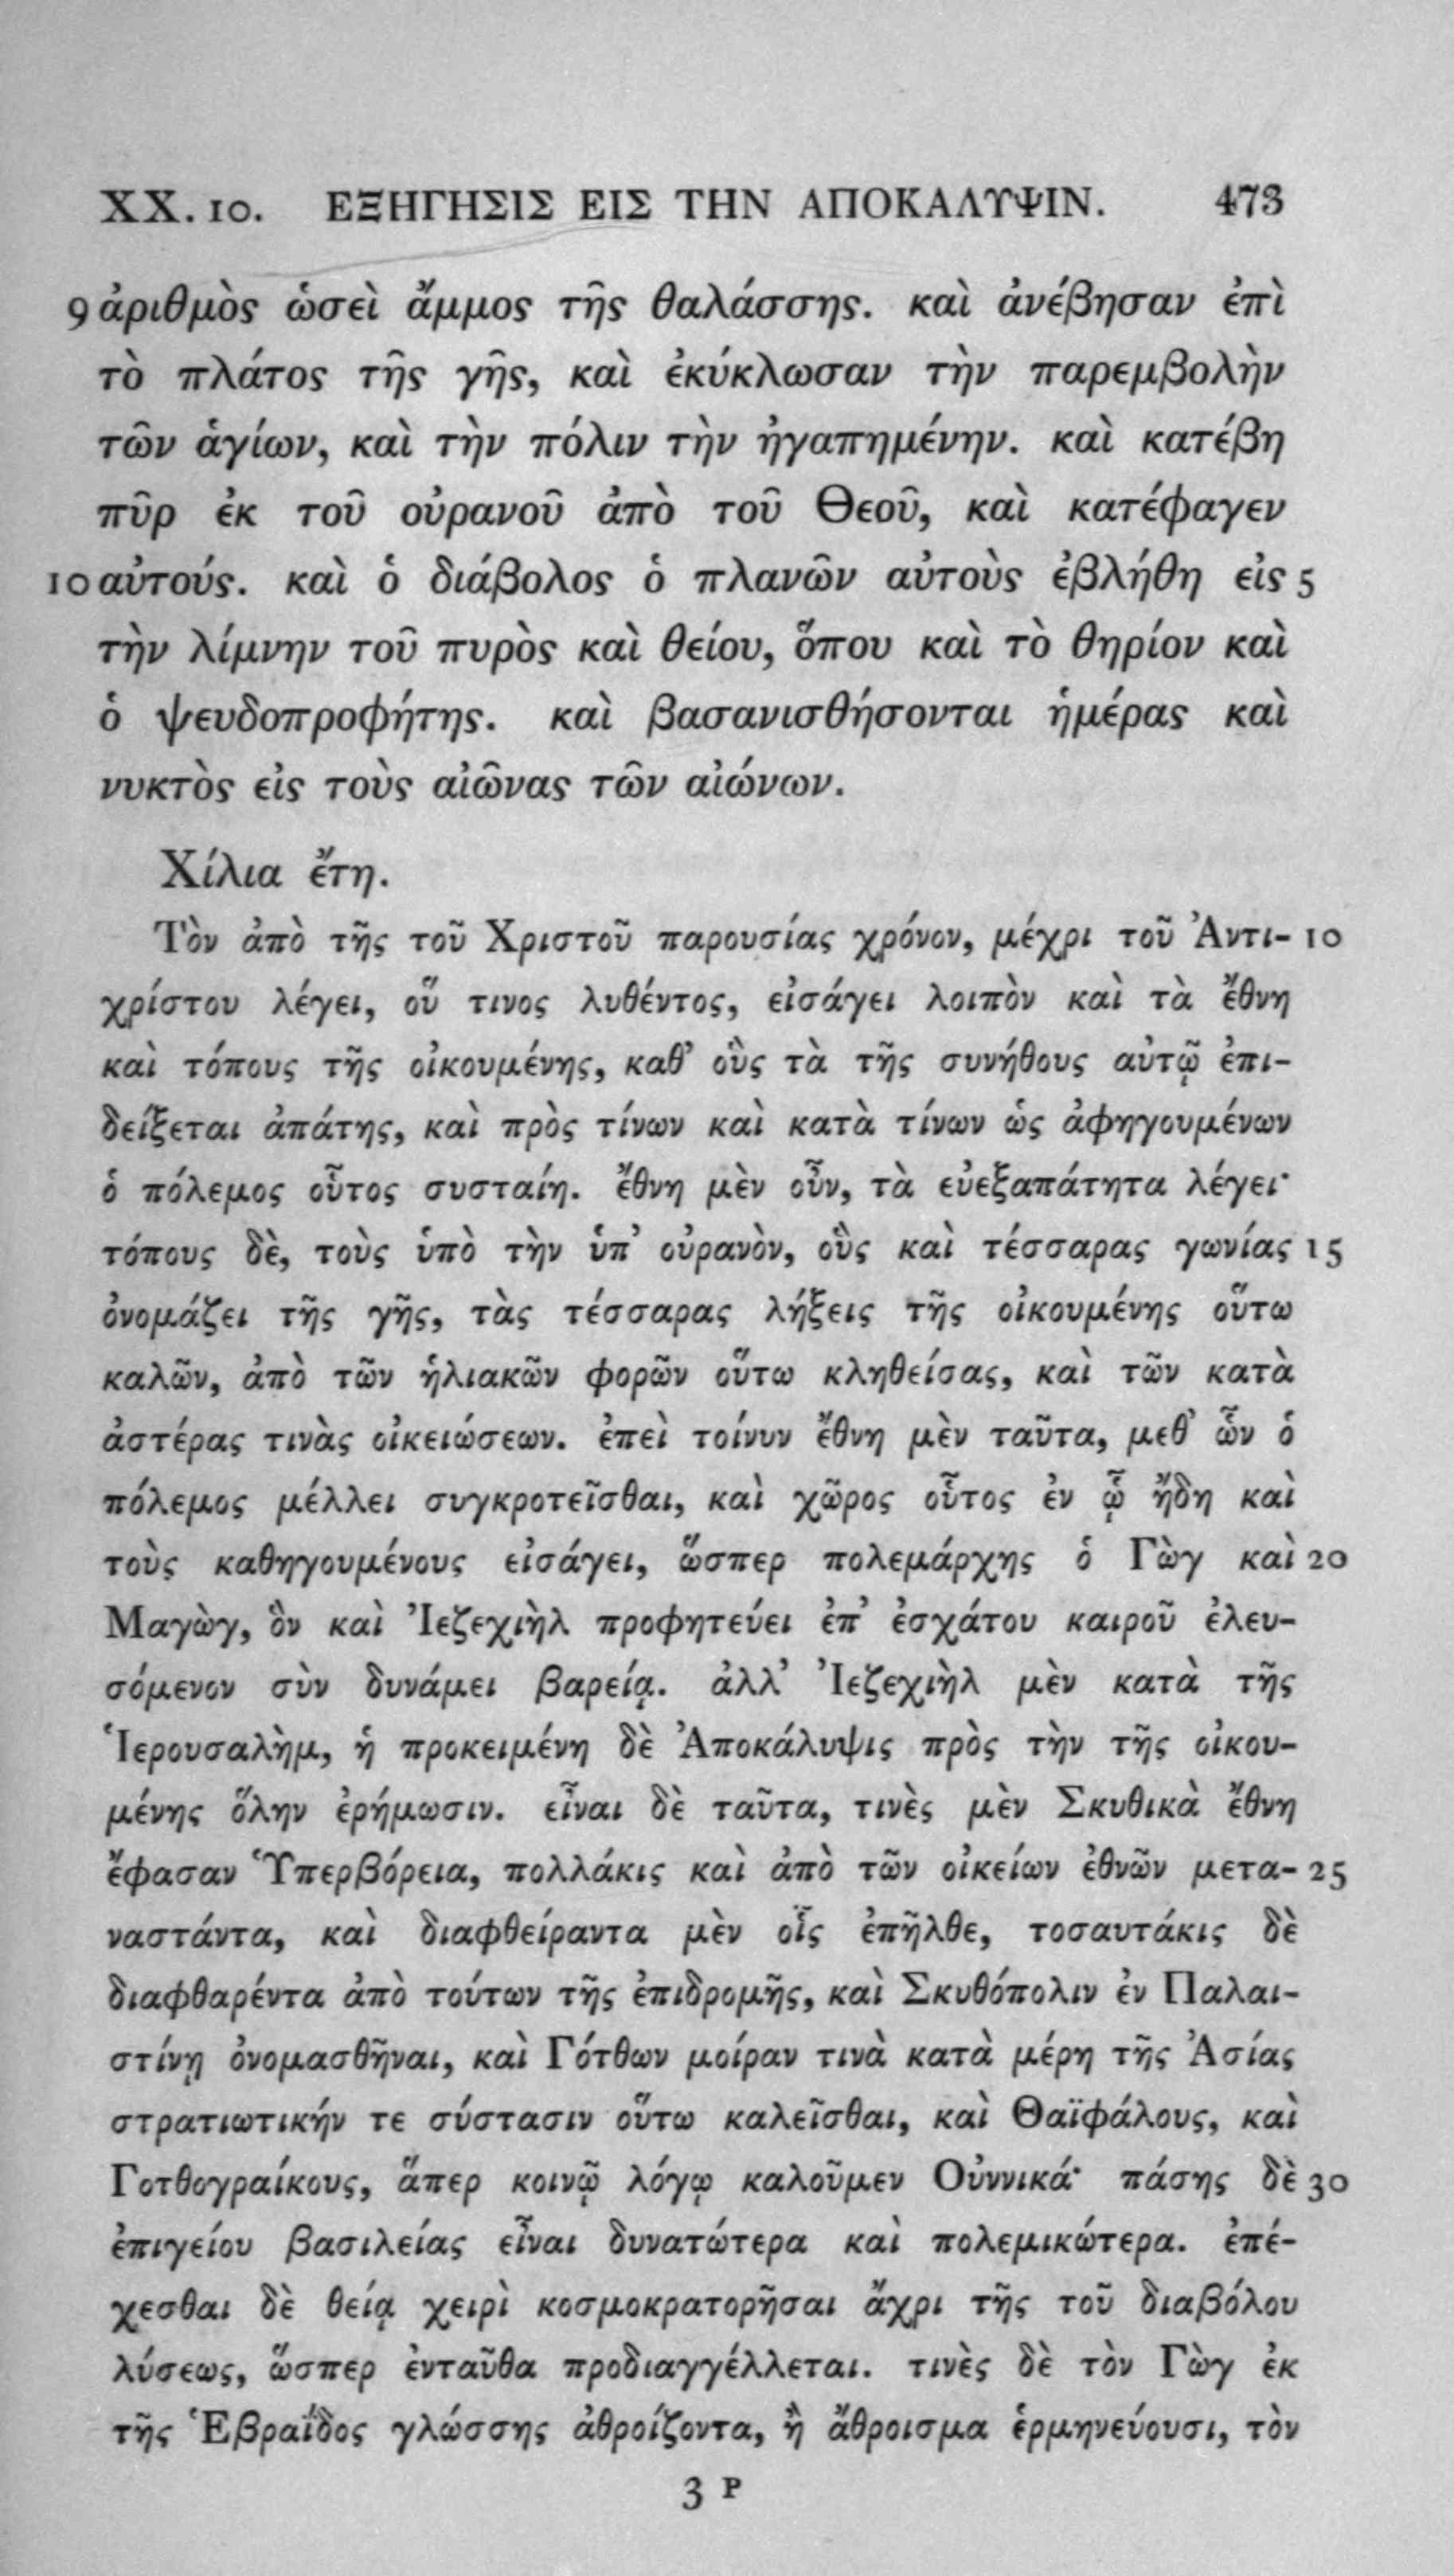 XX. 10. ΕΞΗΓΗΣΙΣ ΕΙΣ ΤΗΝ ΑΠΟΚΑΛΥΨΙΝ. 473
9 ἀριθμὸς ὡσεὶ ἄμμος τῆς θαλάσσης. καὶ ἀνέβησαν ἐπὶ
τὸ πλάτος τῆς γῆς, καὶ ἐκύκλωσαν τὴν παρεμβολὴν
τῶν ἁγίων, καὶ τὴν πόλιν τὴν ἠγαπημένην. καὶ κατέβη
πῦρ ἐκ τοῦ οὐρανοῦ ἀπὸ τοῦ Θεοῦ, καὶ κατέφαγεν
10 αὐτούς. καὶ ὁ διάβολος ὁ πλανῶν αὐτοὺς ἐβλήθη εἰς 5
τὴν λίμνην τοῦ πυρὸς καὶ θείου, ὅπου καὶ τὸ θηρίον καὶ
ὁ ψευδοπροφήτης. καὶ βασανισθήσονται ἡμέρας καὶ
νυκτὸς εἰς τοὺς αἰῶνας τῶν αἰώνων.
Χίλια ἔτη.
Τὸν ἀπὸ τῆς τοῦ Χριστοῦ παρουσίας χρόνον, μέχρι τοῦ Ἀντι- 10
χρίστου λέγει, οὗ τινος λυθέντος, εἰσάγει λοιπὸν καὶ τὰ ἔθνη
καὶ τόπους τῆς οἰκουμένης, καθ’ οὓς τὰ τῆς συνήθους αὐτῷ ἐπι-
δείξεται ἀπάτης, καὶ πρὸς τίνων καὶ κατὰ τίνων ὡς ἀφηγουμένων
ὁ πόλεμος οὗτος συσταίη. ἔθνη μὲν οὖν, τὰ εὐεξαπάτητα λέγει·
τόπους δὲ, τοὺς ὑπὸ τὴν ὑπ’ οὐρανὸν, οὓς καὶ τέσσαρας γωνίας 15
ὀνομάζει τῆς γῆς, τὰς τέσσαρας λήξεις τῆς οἰκουμένης οὕτω
καλῶν, ἀπὸ τῶν ἡλιακῶν φορῶν οὕτω κληθείσας, καὶ τῶν κατὰ
ἀστέρας τινὰς οἰκειώσεων. ἐπεὶ τοίνυν ἔθνη μὲν ταῦτα, μεθ’ ὧν ὁ
πόλεμος μέλλει συγκροτεῖσθαι, καὶ χῶρος οὗτος ἐν ᾧ ἤδη καὶ
τοὺς καθηγουμένους εἰσάγει, ὥσπερ πολεμάρχης ὁ Γὼγ καὶ 20
Μαγὼγ, ὃν καὶ Ἰεζεχιὴλ προφητεύει ἐπ’ ἐσχάτου καιροῦ ἐλευ-
σόμενον σὺν δυνάμει βαρείᾳ. ἀλλ’ Ἰεζεχιὴλ μὲν κατὰ τῆς
Ἱερουσαλὴμ, ἡ προκειμένη δὲ Ἀποκάλυψις πρὸς τὴν τῆς οἰκου-
μένης ὅλην ἐρήμωσιν. εἶναι δὲ ταῦτα, τινὲς μὲν Σκυθικὰ ἔθνη
ἔφασαν Ὑπερβόρεια, πολλάκις καὶ ἀπὸ τῶν οἰκείων ἐθνῶν μετα- 25
ναστάντα, καὶ διαφθείραντα μὲν οἷς ἐπῆλθε, τοσαυτάκις δὲ
διαφθαρέντα ἀπὸ τούτων τῆς ἐπιδρομῆς, καὶ Σκυθόπολιν ἐν Παλαι-
στίνῃ ὀνομασθῆναι, καὶ Γότθων μοίραν τινὰ κατὰ μέρη τῆς Ἀσίας
στρατιωτικήν τε σύστασιν οὕτω καλεῖσθαι, καὶ Θαϊφάλους, καὶ
Γοτθογραίκους, ἅπερ κοινῷ λόγῳ καλοῦμεν Οὐννικά· πάσης δὲ 30
ἐπιγείου βασιλείας εἶναι δυνατώτερα καὶ πολεμικώτερα. ἐπέ-
χεσθαι δὲ θείᾳ χειρὶ κοσμοκρατορῆσαι ἄχρι τῆς τοῦ διαβόλου
λύσεως, ὥσπερ ἐνταῦθα προδιαγγέλλεται. τινὲς δὲ τὸν Γὼγ ἐκ
τῆς Ἑβραΐδος γλώσσης ἀθροίζοντα, ἢ ἄθροισμα ἑρμηνεύουσι, τὸν
3 P